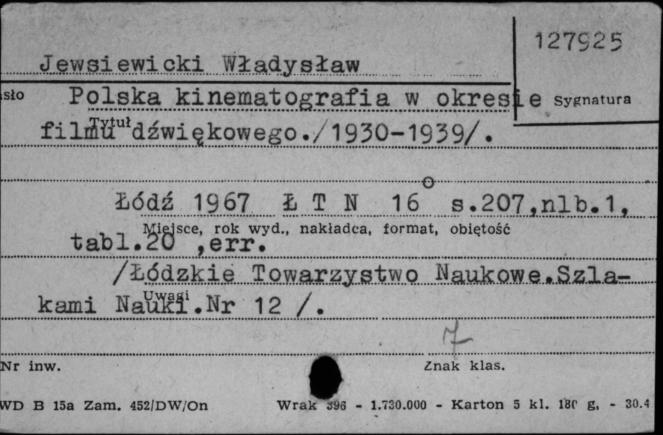 127925
Jewsiewicki Władysław
Polska kinematografia w okresie
Sygnatura
Tytuł
filmu dźwiękowego./1930-1939/.
Łódź 1967 Ł T N 16° s.207,nlb.1,
Miejsce, rok wyd., nakładca, format, obiętość
tabl.20 ,err.
/Łódzkie Towarzystwo Naukowe.Szla-
Uwagi
kami Nauki.Nr 12 /.
7
Nr inw. Znak klas.
WD B 15a Zam. 452/DW/On Wrak 396 - 1.730.000 - Karton 5 kl. 180 g. - 30.4